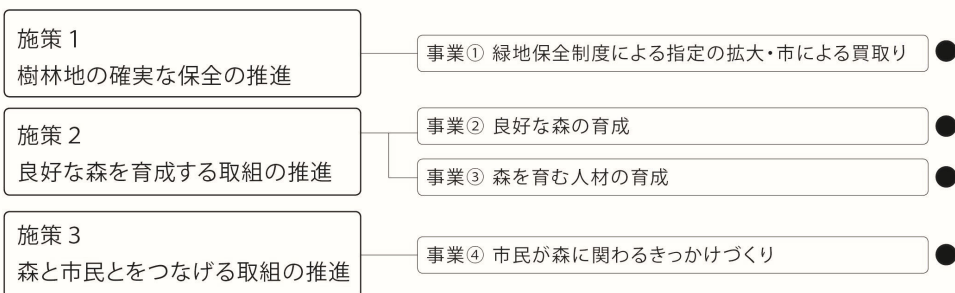 施策 1
樹林地の確実な保全の推進
事業① 緑地保全制度による指定の拡大・市による買取り
施策 2
良好な森を育成する取組の推進
事業② 良好な森の育成
事業③ 森を育む人材の育成
施策 3
森と市民とをつなげる取組の推進
事業④ 市民が森に関わるきっかけづくり